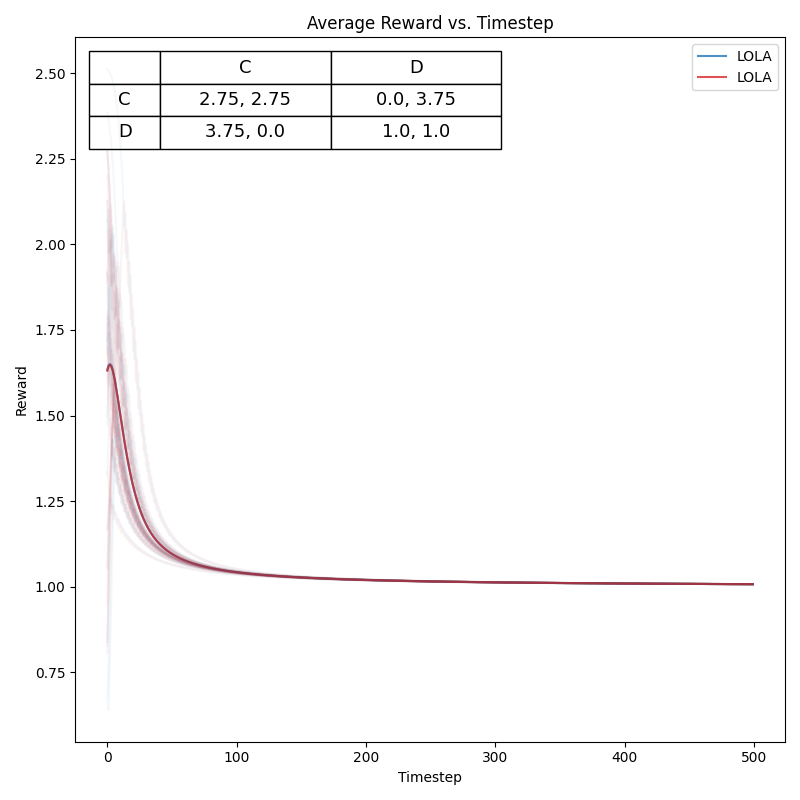 Average Reward vs. Timestep
C D
C 2.75, 2.75 0.0, 3.75
D 3.75, 0.0 1.0, 1.0
LOLA
LOLA
Reward
2.50
2.25
2.00
1.75
1.50
1.25
1.00
0.75
0 100 200 300 400 500
Timestep